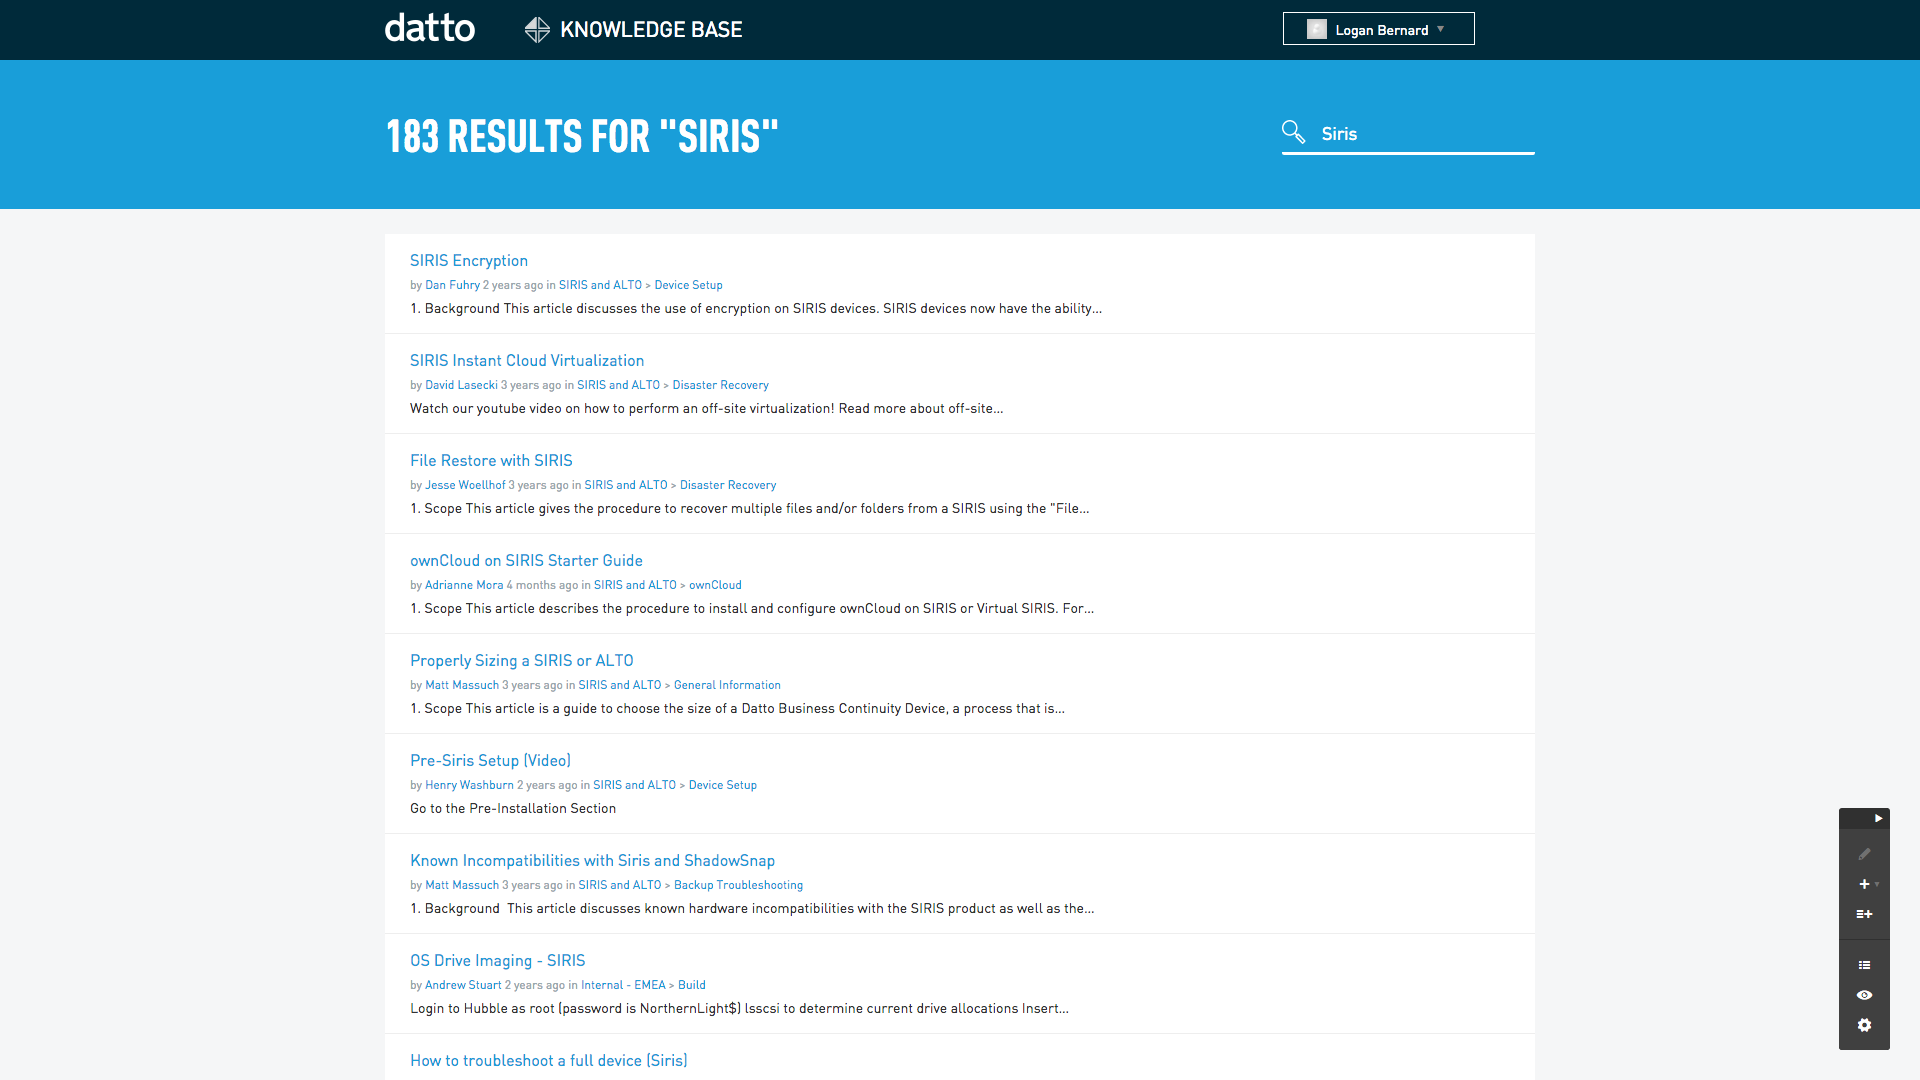 datto
KNOWLEDGE BASE
Logan Bernard
183 RESULTS FOR "SIRIS"
Siris
SIRIS Encryption
by Dan Fuhry 2 years ago in SIRIS and ALTO > Device Setup
1. Background This article discusses the use of encryption on SIRIS devices. SIRIS devices now have the ability...
SIRIS Instant Cloud Virtualization
by David Lasecki 3 years ago in SIRIS and ALTO > Disaster Recovery
Watch our youtube video on how to perform an off-site virtualization! Read more about off-site...
File Restore with SIRIS
by Jesse Woellhof 3 years ago in SIRIS and ALTO > Disaster Recovery
1. Scope This article gives the procedure to recover multiple files and/or folders from a SIRIS using the "File...
ownCloud on SIRIS Starter Guide
by Adrianne Mora 4 months ago in SIRIS and ALTO > ownCloud
1. Scope This article describes the procedure to install and configure ownCloud on SIRIS or Virtual SIRIS. For...
Properly Sizing a SIRIS or ALTO
by Matt Massuch 3 years ago in SIRIS and ALTO > General Information
1. Scope This article is a guide to choose the size of a Datto Business Continuity Device, a process that is...
Pre-Siris Setup (Video)
by Henry Washburn 2 years ago in SIRIS and ALTO > Device Setup
Go to the Pre-Installation Section
Known Incompatibilities with Siris and ShadowSnap
by Matt Massuch 3 years ago in SIRIS and ALTO > Backup Troubleshooting
1. Background  This article discusses known hardware incompatibilities with the SIRIS product as well as the...
OS Drive Imaging - SIRIS
by Andrew Stuart 2 years ago in Internal - EMEA > Build
Login to Hubble as root (password is NorthernLight$) lsscsi to determine current drive allocations Insert...
How to troubleshoot a full device (Siris)